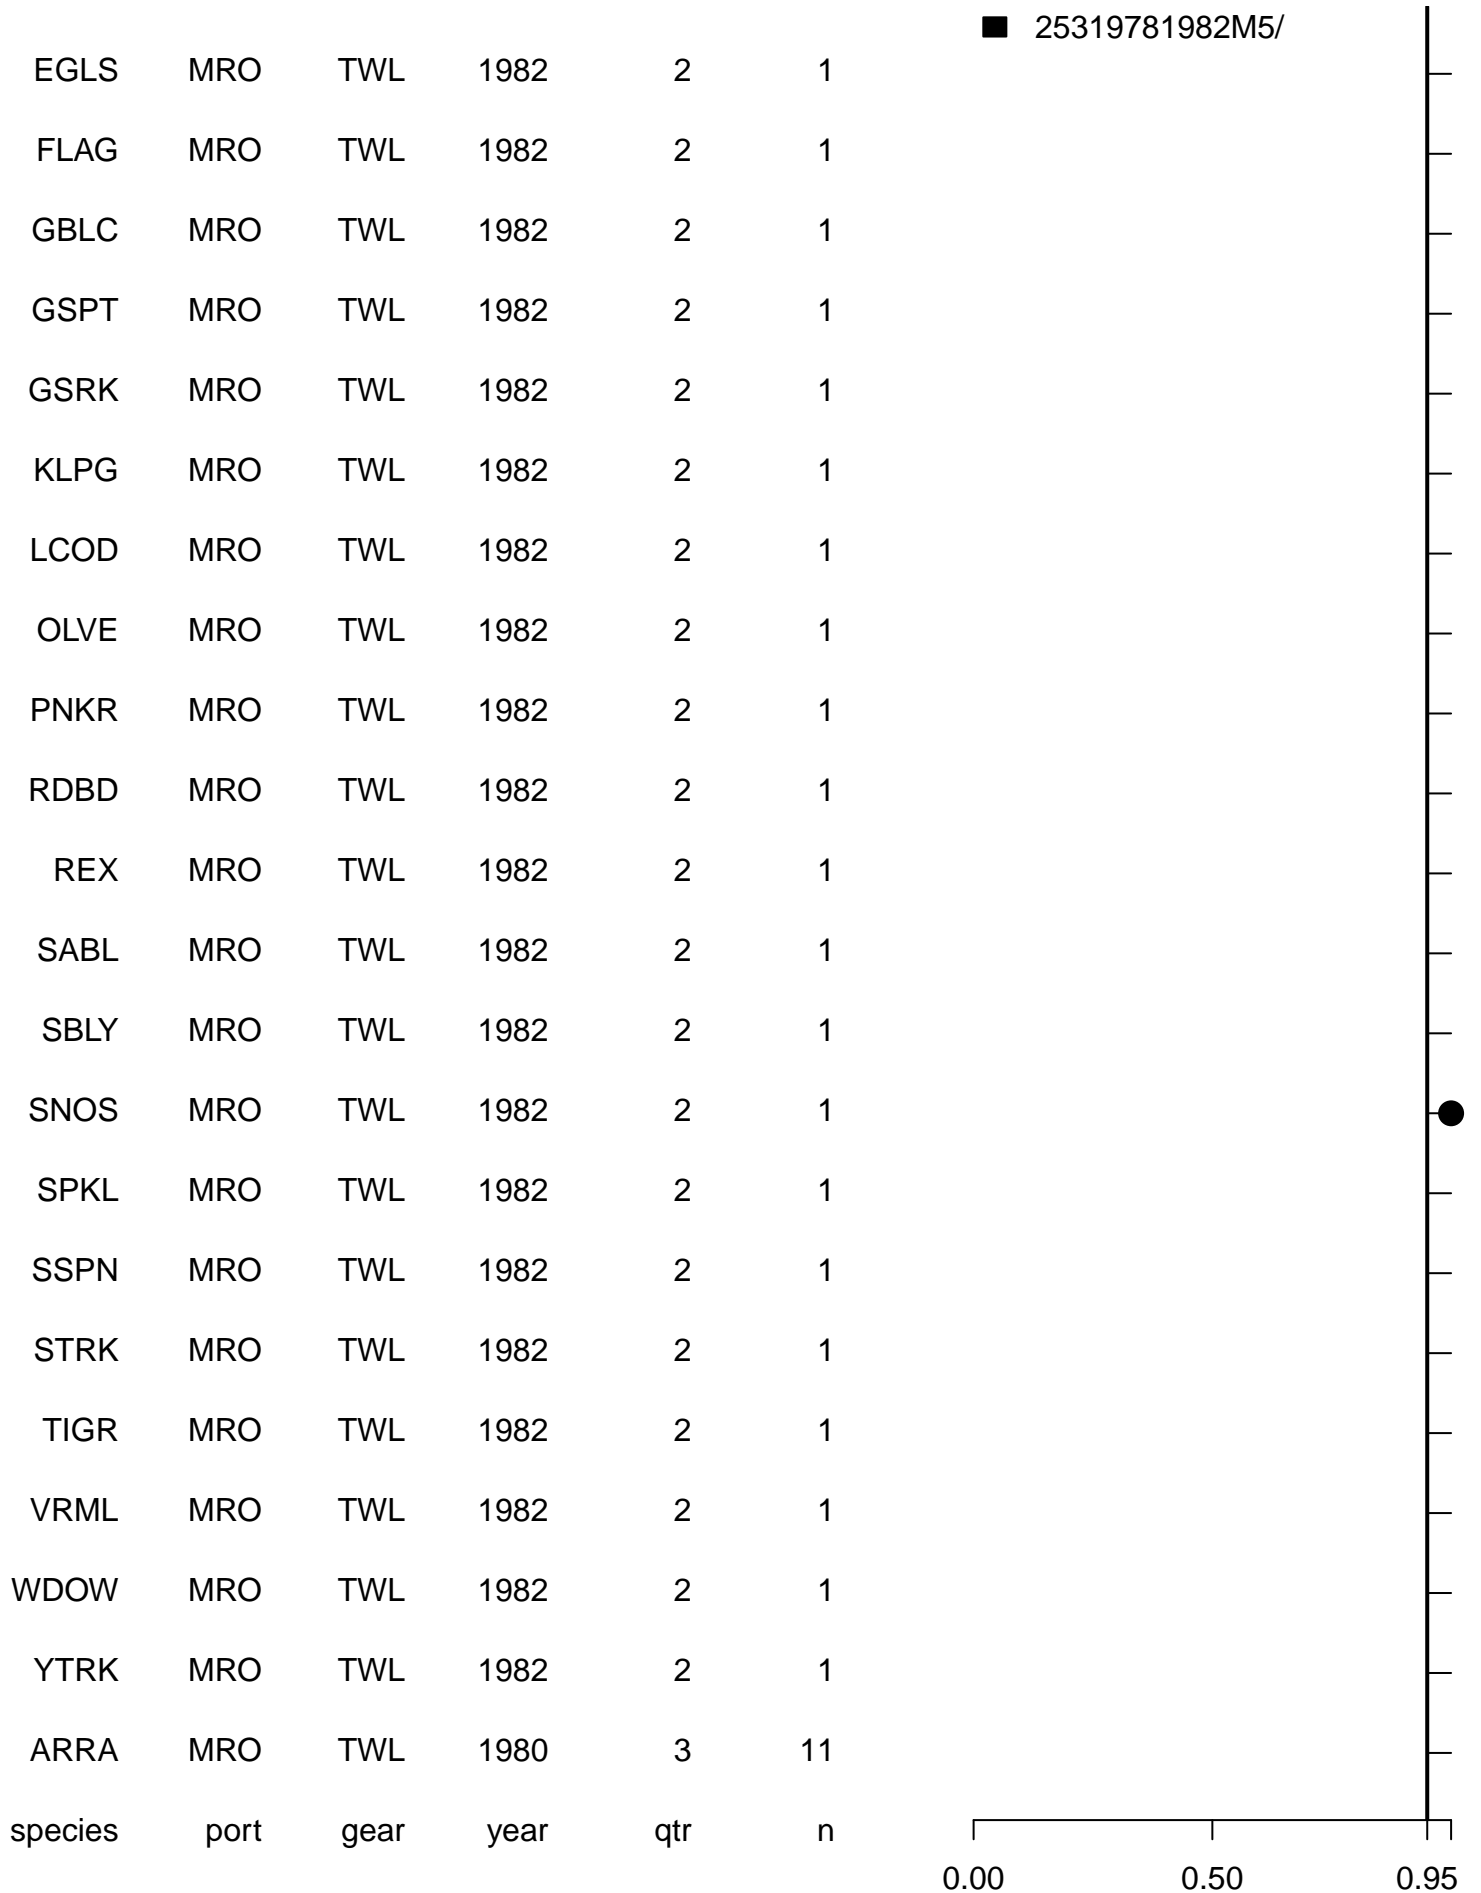 25319781982M5/
EGLS MRO TWL 1982 2 1
FLAG MRO TWL 1982 2 1
GBLC MRO TWL 1982 2 1
GSPT MRO TWL 1982 2 1
GSRK MRO TWL 1982 2 1
KLPG MRO TWL 1982 2 1
LCOD MRO TWL 1982 2 1
OLVE MRO TWL 1982 2 1
PNKR MRO TWL 1982 2 1
RDBD MRO TWL 1982 2 1
REX MRO TWL 1982 2 1
SABL MRO TWL 1982 2 1
SBLY MRO TWL 1982 2 1
SNOS MRO TWL 1982 2 1
SPKL MRO TWL 1982 2 1
SSPN MRO TWL 1982 2 1
STRK MRO TWL 1982 2 1
TIGR MRO TWL 1982 2 1
VRML MRO TWL 1982 2 1
WDOW MRO TWL 1982 2 1
YTRK MRO TWL 1982 2 1
ARRA MRO TWL 1980 3 11
species port gear year qtr n
0.00 0.50 0.95